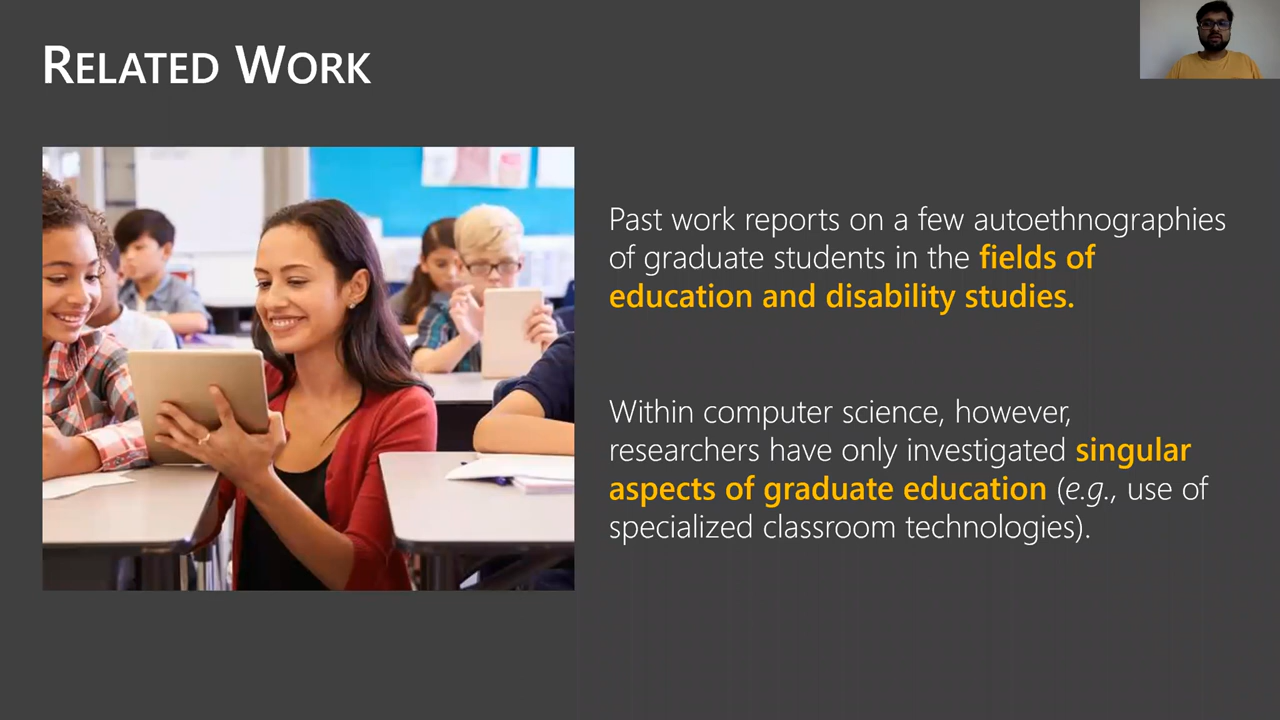 RELATED WORK
Past work reports on a few autoethnographies
of graduate students in the fields of
education and disability studies.
Within computer science, however,
researchers have only investigated singular
aspects of graduate education (e.g., use of
specialized classroom technologies).